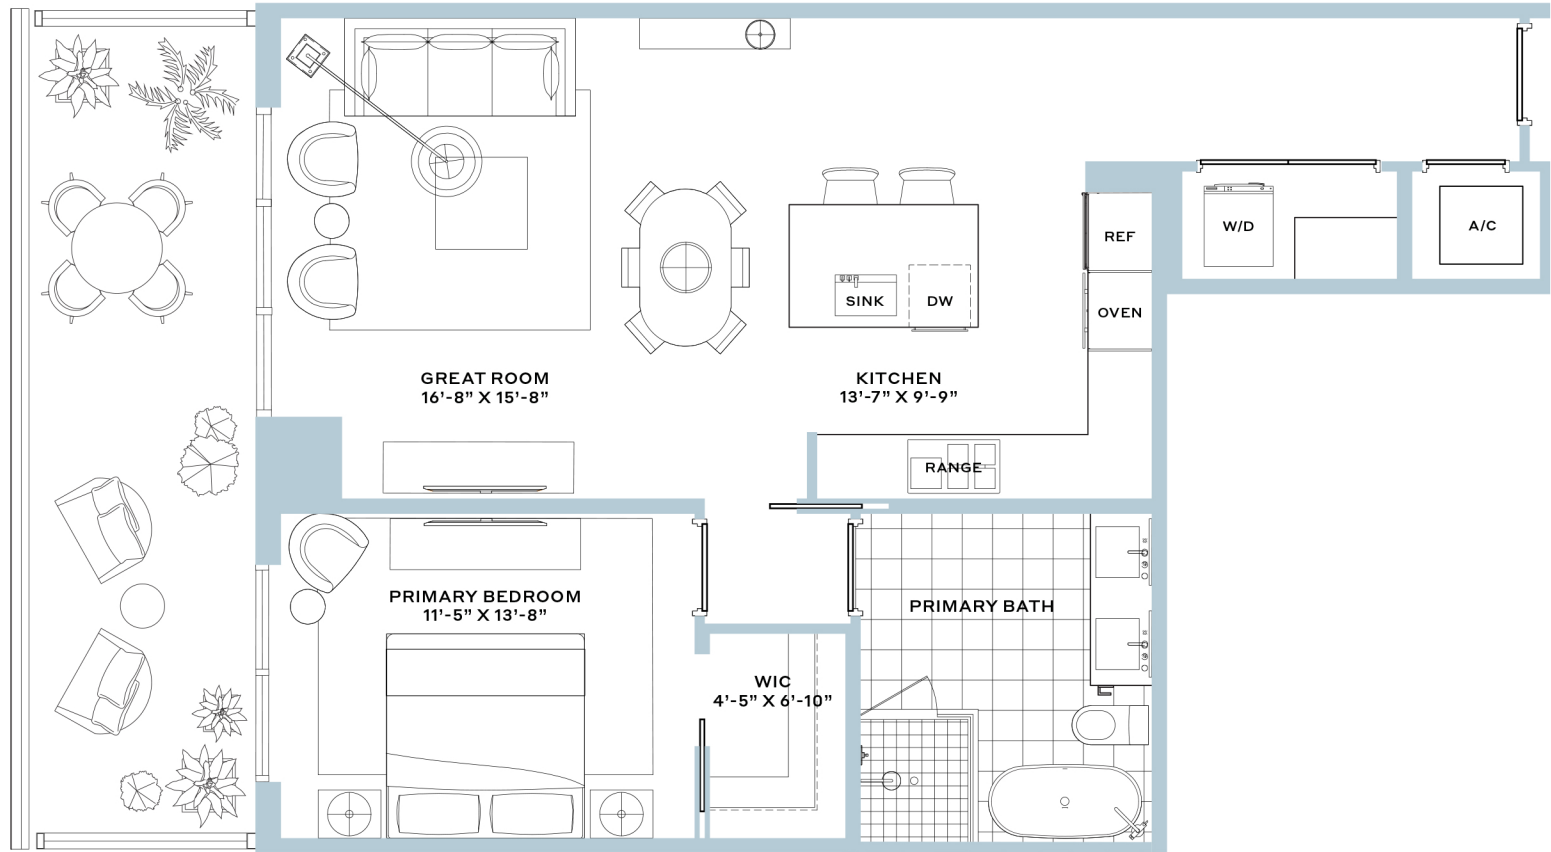 W/D
A/C
REF
OVEN
SINK
DW
GREAT ROOM
16'-8" X 15'-8"
KITCHEN
13'-7" X 9'-9"
RANGE
PRIMARY BEDROOM
11'-5" X 13'-8"
PRIMARY BATH
WIC
4'-5" X 6'-10"